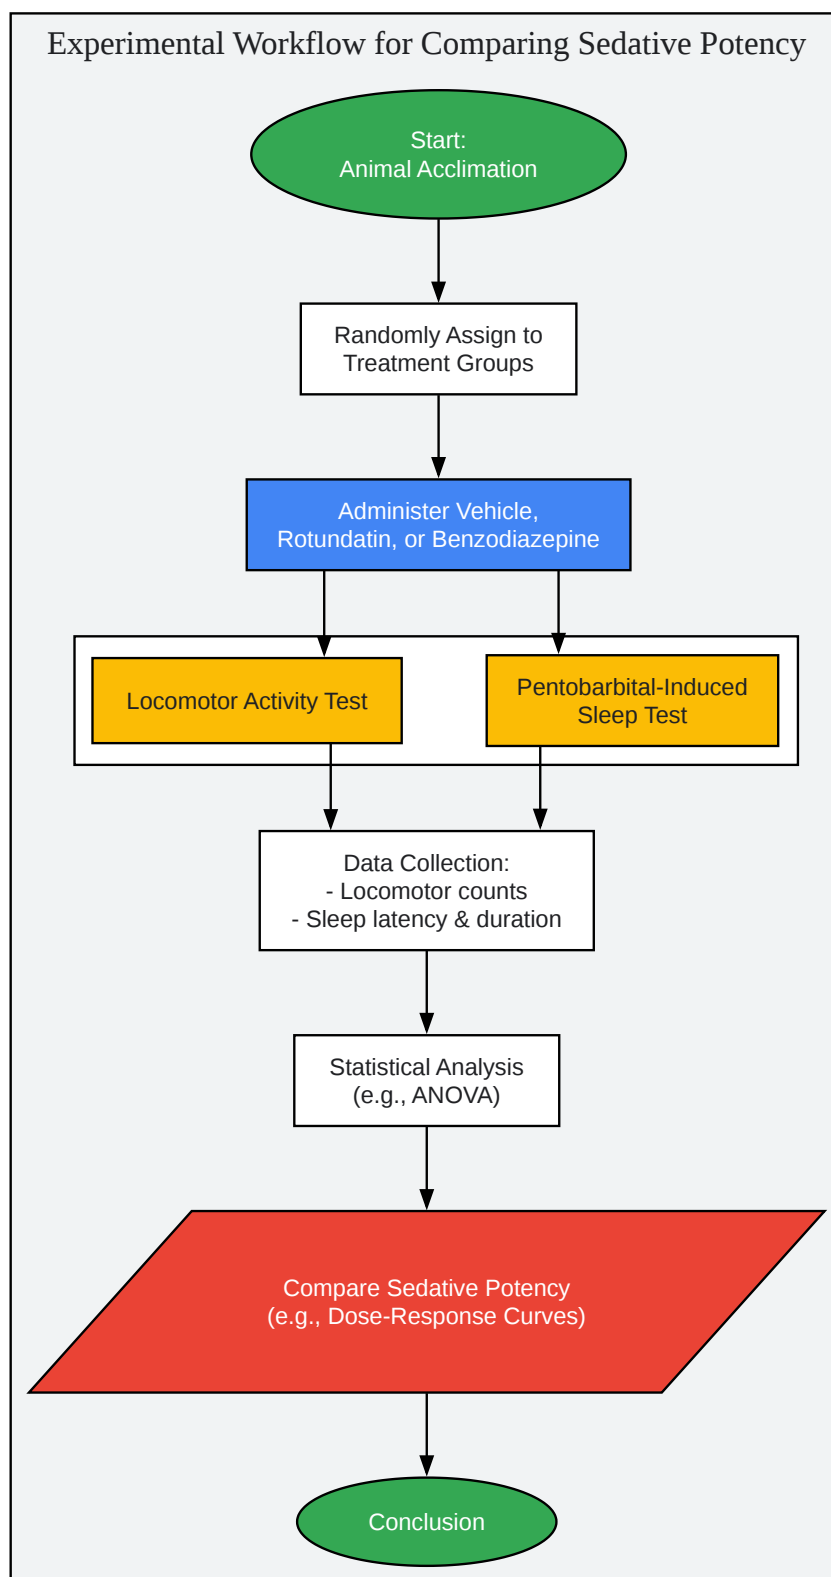 Experimental Workflow for Comparing Sedative Potency
Start:
Animal Acclimation
Randomly Assign to
Treatment Groups
Administer Vehicle,
Rotundatin, or Benzodiazepine
Locomotor Activity Test
Pentobarbital-Induced
Sleep Test
Data Collection:
- Locomotor counts
- Sleep latency & duration
Statistical Analysis
(e.g., ANOVA)
Compare Sedative Potency
(e.g., Dose-Response Curves)
Conclusion